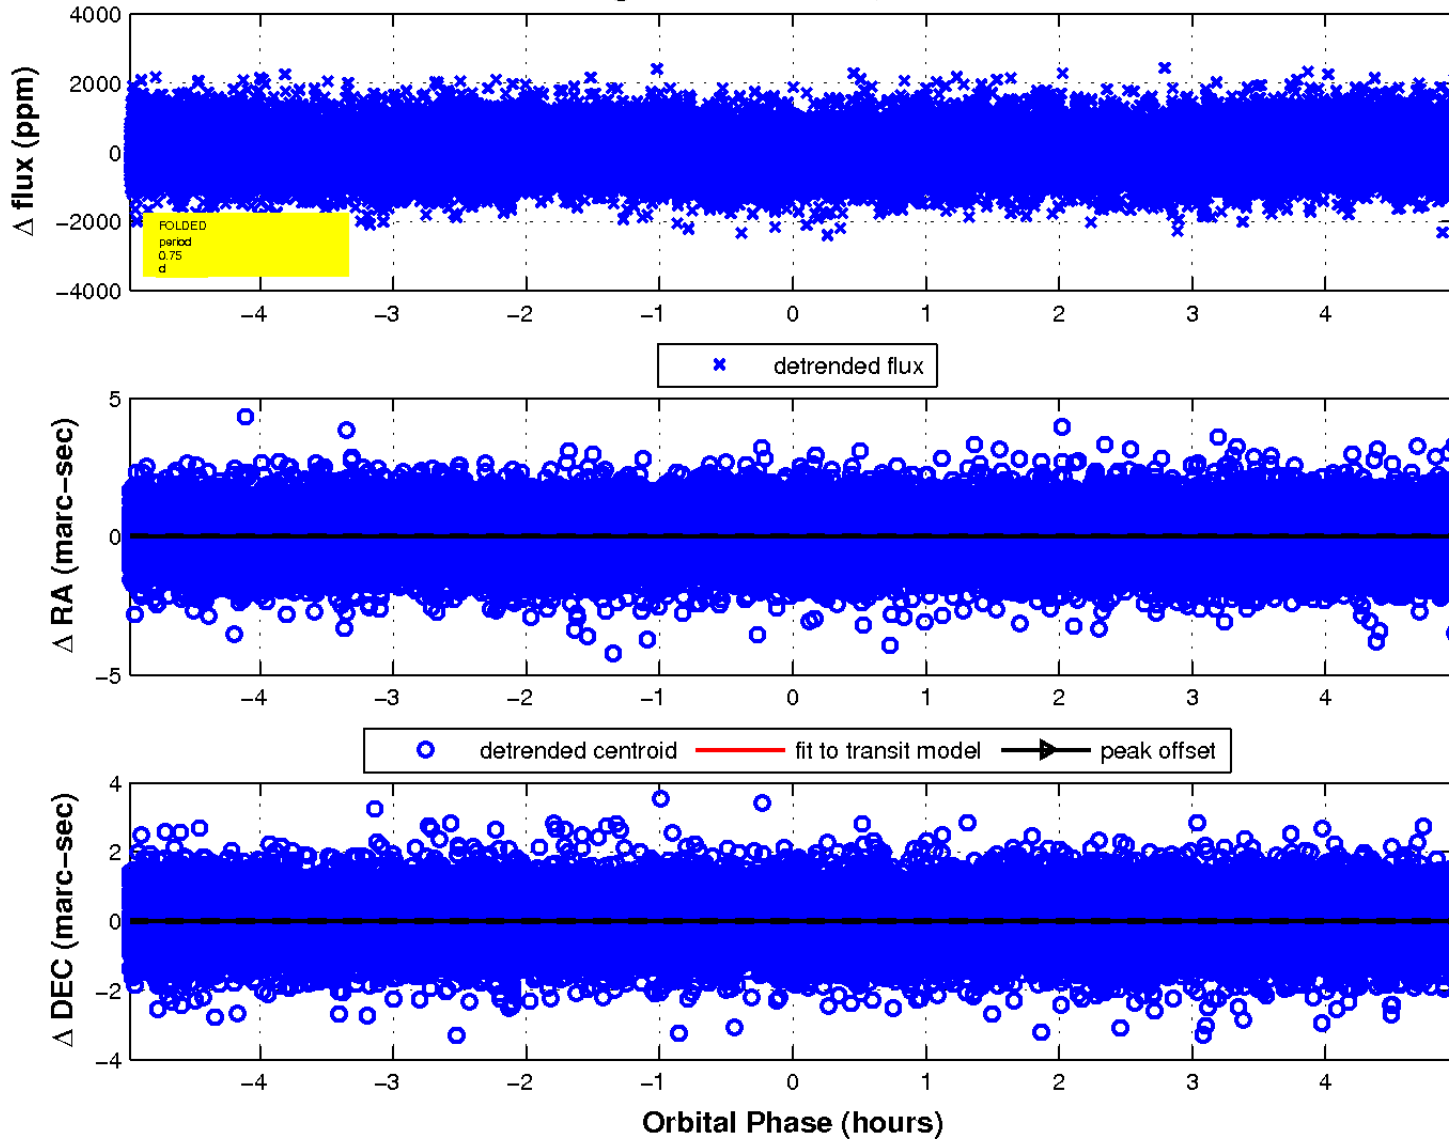 4000
2000
0
−2000
−4000
Δ flux (ppm)
FOLDED
period
0.75
d
−4 −3 −2 −1 0 1 2 3 4
detrended flux
5
0
−5
Δ RA (marc−sec)
−4 −3 −2 −1 0 1 2 3 4
detrended centroid fit to transit model peak offset
4
2
0
−2
−4
Δ DEC (marc−sec)
−4 −3 −2 −1 0 1 2 3 4
Orbital Phase (hours)